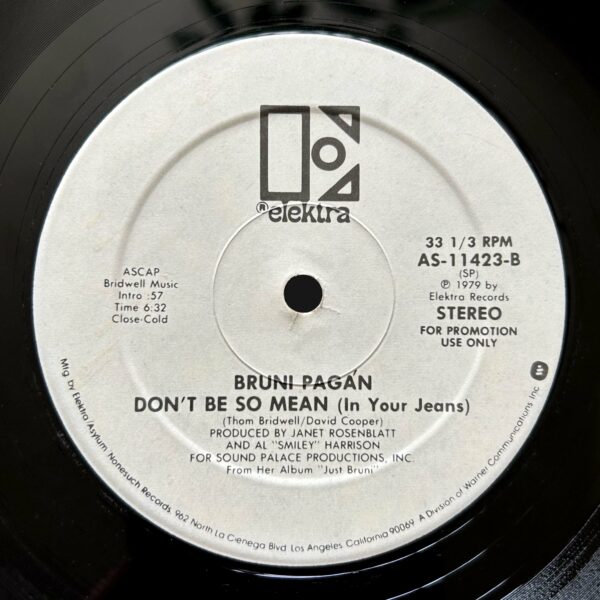 ® elektra
33 1/3 RPM
AS-11423-B
(SP)
℗ 1979 by
Elektra Records
STEREO
FOR PROMOTION
USE ONLY
ASCAP
Bridwell Music
Intro :57
Time 6:32
Close-Cold
BRUNI PAGÁN
DON'T BE SO MEAN (In Your Jeans)
(Thom Bridwell/David Cooper)
PRODUCED BY JANET ROSENBLATT
AND AL "SMILEY" HARRISON
FOR SOUND PALACE PRODUCTIONS, INC.
From Her Album "Just Bruni"
Mfg by Elektra/Asylum Nonesuch Records. 962 North La Cienega Blvd Los Angeles California 90069 A Division of Warner Communications Inc